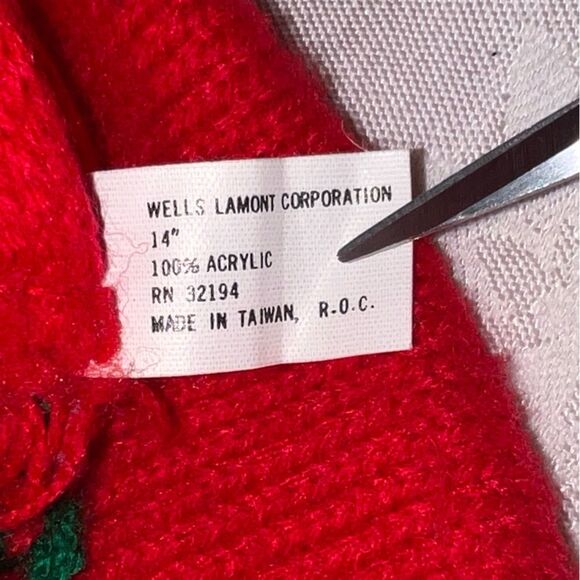 WELLS LAMONT CORPORATION
14"
100% ACRYLIC
RN 32194
MADE IN TAIWAN, R.O.C.